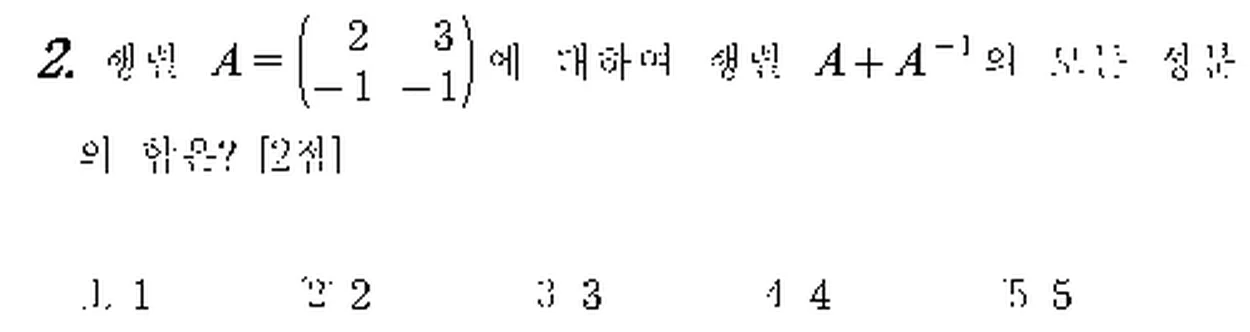 2. 행렬 A = ( 2 3 -1 -1 ) 에 대하여 행렬 A + A⁻¹의 모든 성분
의 합은? [2점]
① 1 ② 2 ③ 3 ④ 4 ⑤ 5